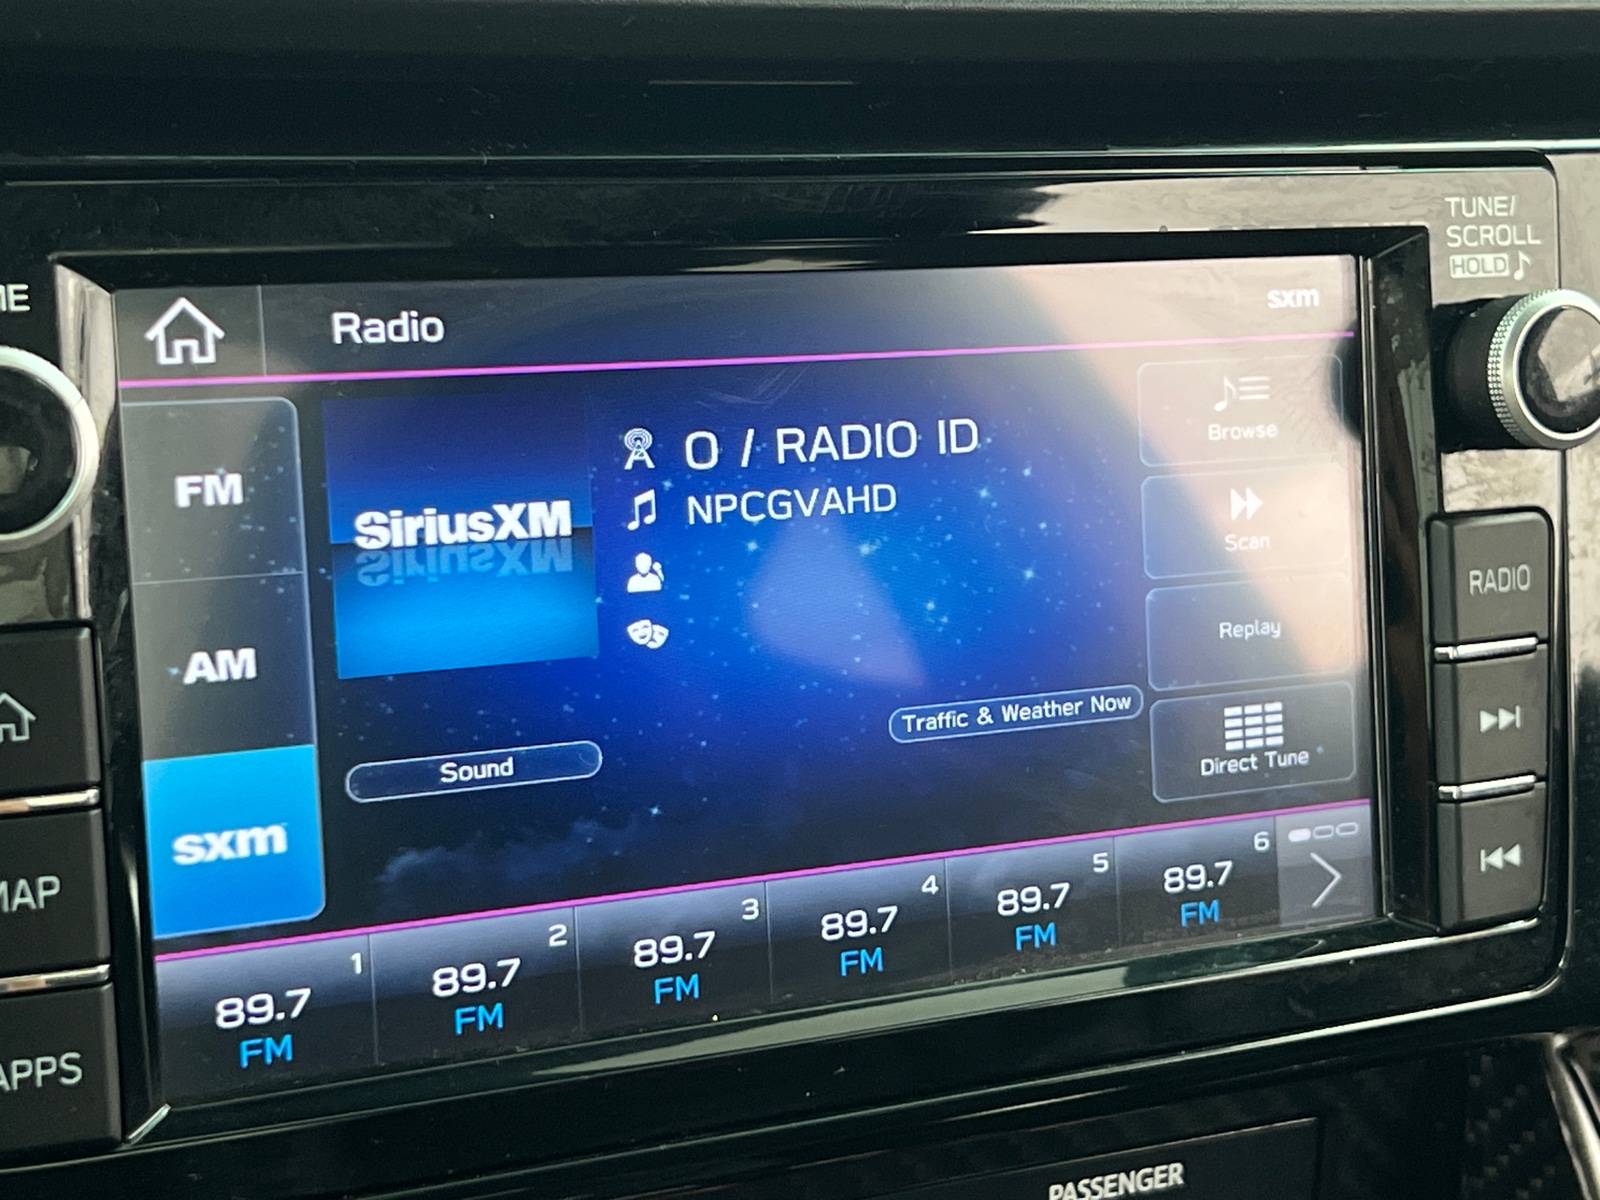 TUNE/
SCROLL
HOLD
Radio
sxm
FM
AM
sxm
SiriusXM
0 / RADIO ID
NPCGVAHD
Browse
Scan
Replay
Direct Tune
Traffic & Weather Now
Sound
1
89.7
FM
2
89.7
FM
3
89.7
FM
4
89.7
FM
5
89.7
FM
6
89.7
FM
RADIO
MAP
APPS
PASSENGER